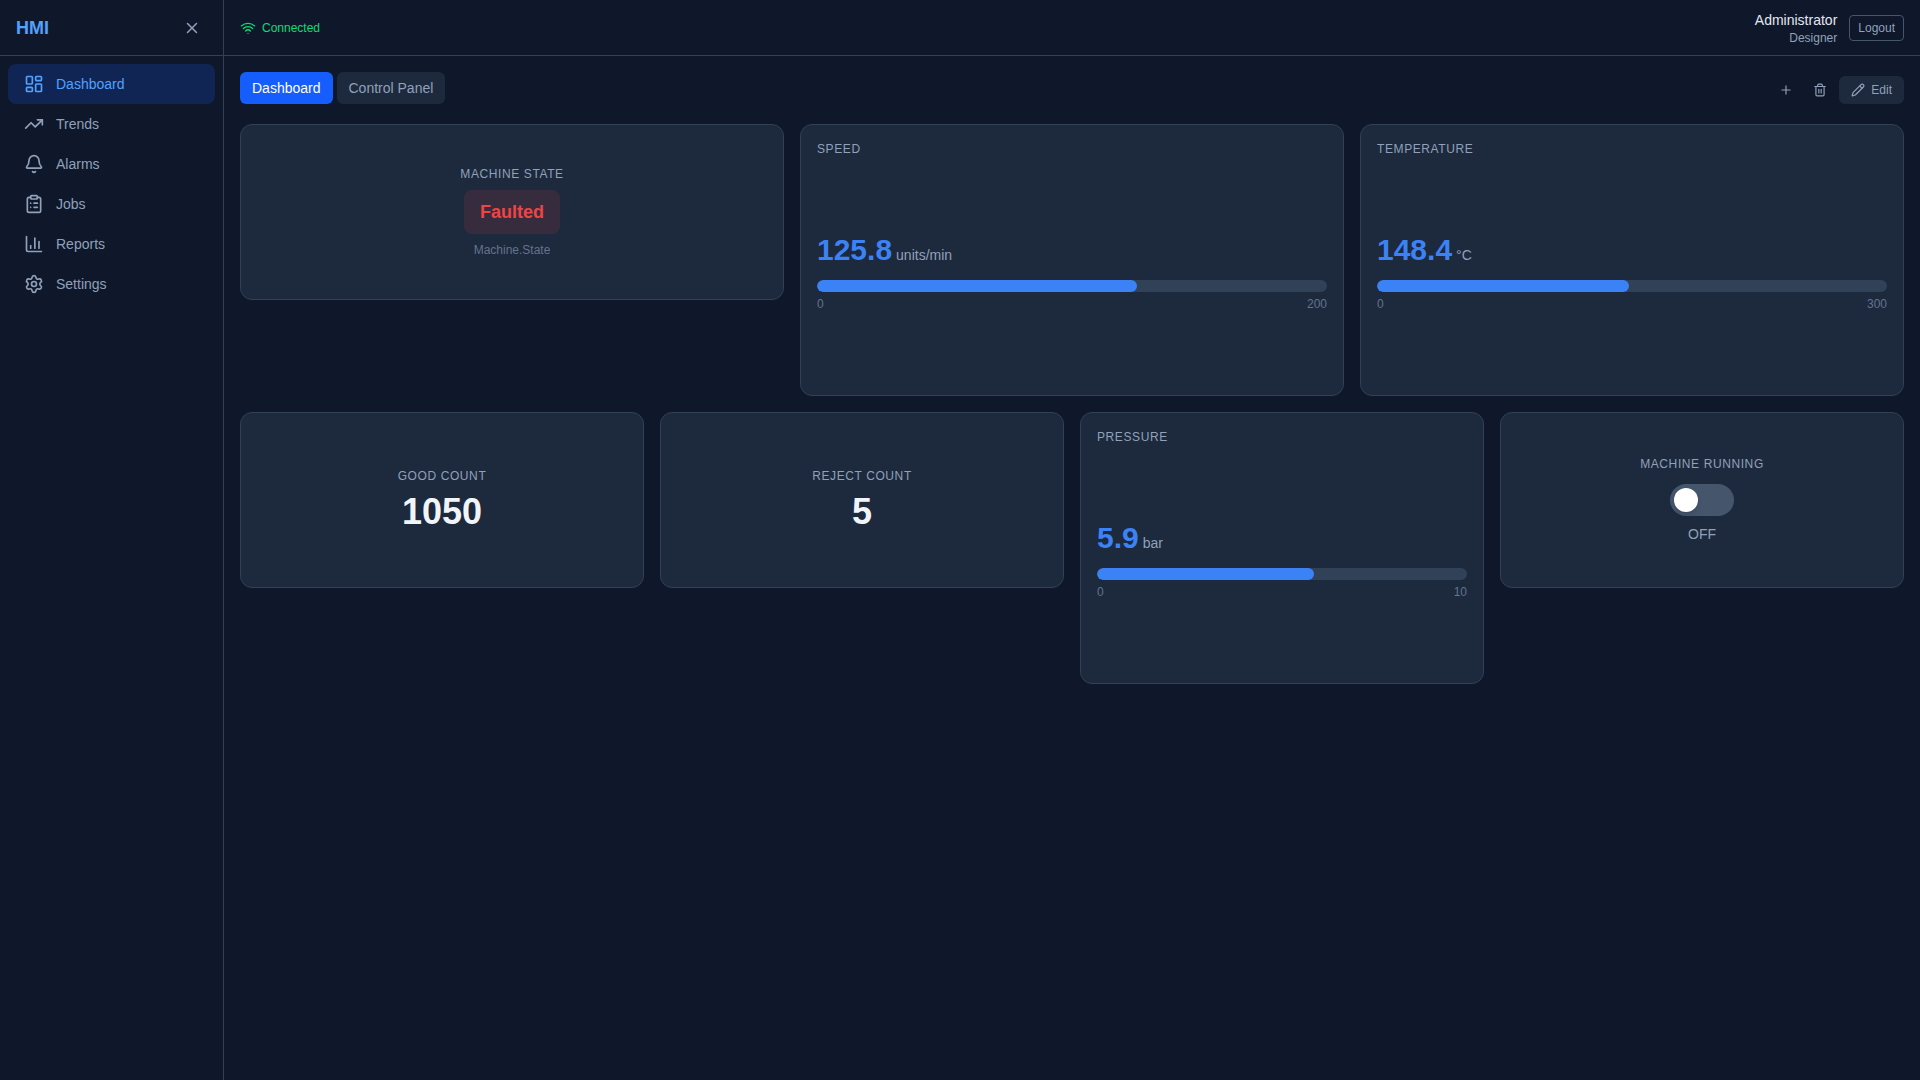 HMI
Connected
Administrator
Designer
Logout
Dashboard
Trends
Alarms
Jobs
Reports
Settings
Dashboard
Control Panel
Edit
MACHINE STATE
Faulted
Machine.State
SPEED
125.8 units/min
0 200
TEMPERATURE
148.4 °C
0 300
GOOD COUNT
1050
REJECT COUNT
5
PRESSURE
5.9 bar
0 10
MACHINE RUNNING
OFF